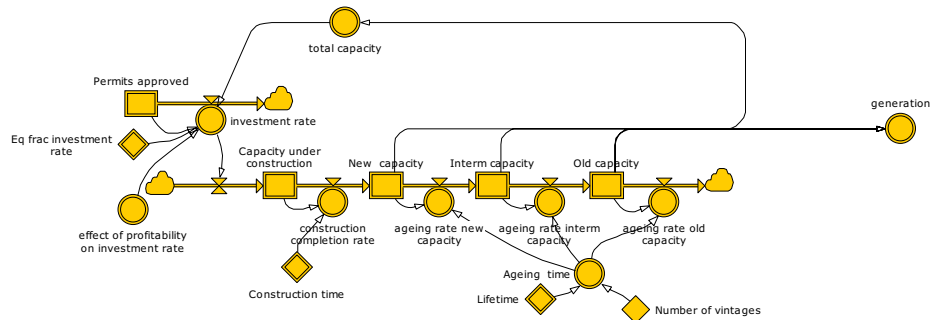 total capacity
Permits approved
generation
investment rate
Eq frac investment
rate
Capacity under
construction
New  capacity
Interm capacity
Old capacity
effect of profitability
on investment rate
construction
completion rate
ageing rate new
capacity
ageing rate interm
capacity
ageing rate old
capacity
Ageing  time
Construction time
Lifetime
Number of vintages